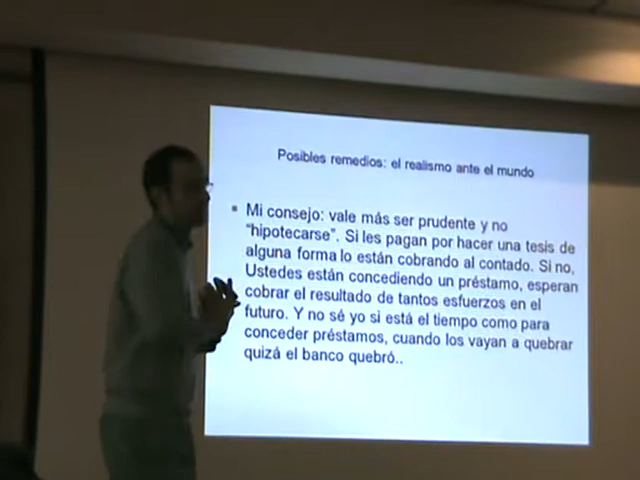 Posibles remedios: el realismo ante el mundo
▪ Mi consejo: vale más ser prudente y no
"hipotecarse". Si les pagan por hacer una tesis de
alguna forma lo están cobrando al contado. Si no,
Ustedes están concediendo un préstamo, esperan
cobrar el resultado de tantos esfuerzos en el
futuro. Y no sé yo si está el tiempo como para
conceder préstamos, cuando los vayan a quebrar
quizá el banco quebró..